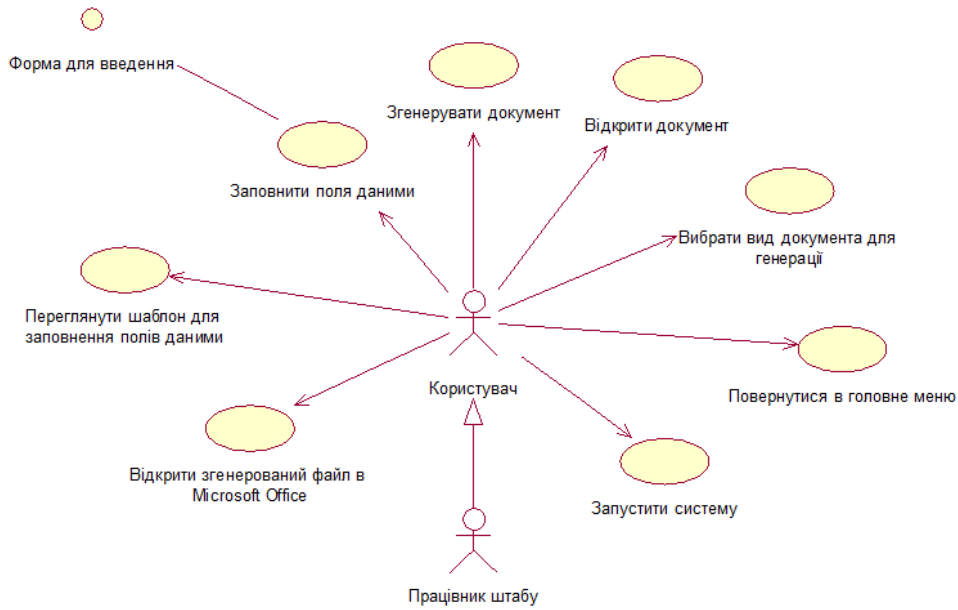 Форма для введення
Згенерувати документ
Відкрити документ
Заповнити поля даними
Вибрати вид документа для
генерації
Переглянути шаблон для
заповнення полів даними
Користувач
Повернутися в головне меню
Відкрити згенерований файл в
Microsoft Office
Запустити систему
Працівник штабу